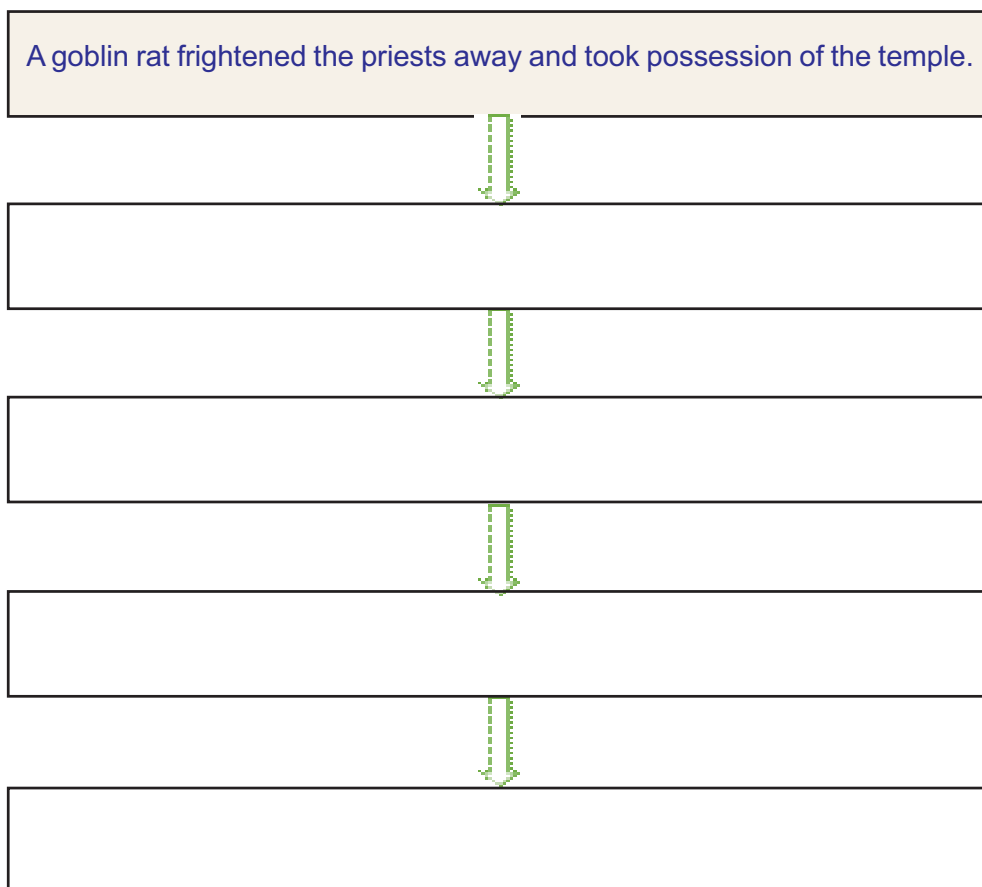 A goblin rat frightened the priests away and took possession of the temple.